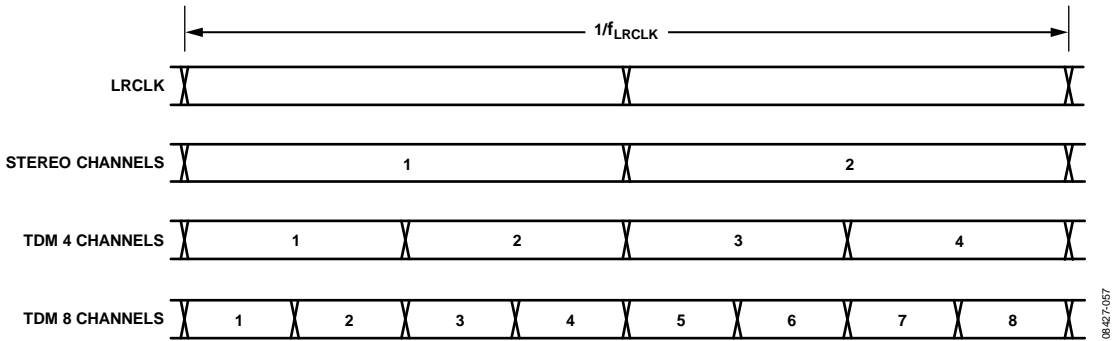 1/fLRCLK
LRCLK
STEREO CHANNELS 1 2
TDM 4 CHANNELS 1 2 3 4
TDM 8 CHANNELS 1 2 3 4 5 6 7 8
08427-057